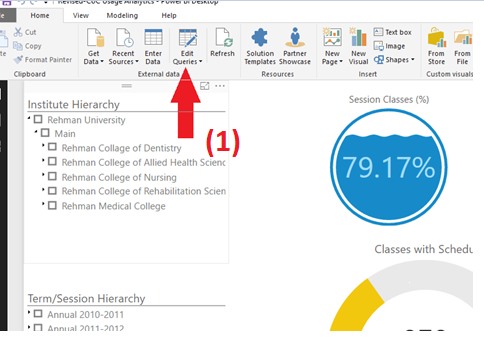 Revised-CUC Usage Analytics - Power BI Desktop
Home View Modeling Help
Cut
Copy
Format Painter
Clipboard
Get Data
Recent Sources
Enter Data
Edit Queries
Refresh
External data
Solution Templates
Partner Showcase
Resources
New Page
New Visual
Text box
Image
Shapes
Insert
From Store
From File
Custom visuals
(1)
Institute Hierarchy
Rehman University
Main
Rehman Collage of Dentistry
Rehman College of Allied Health Scienc
Rehman College of Nursing
Rehman College of Rehabilitation Scien
Rehman Medical College
Session Classes (%)
79.17%
Classes with Schedu
Term/Session Hierarchy
Annual 2010-2011
Annual 2011-2012